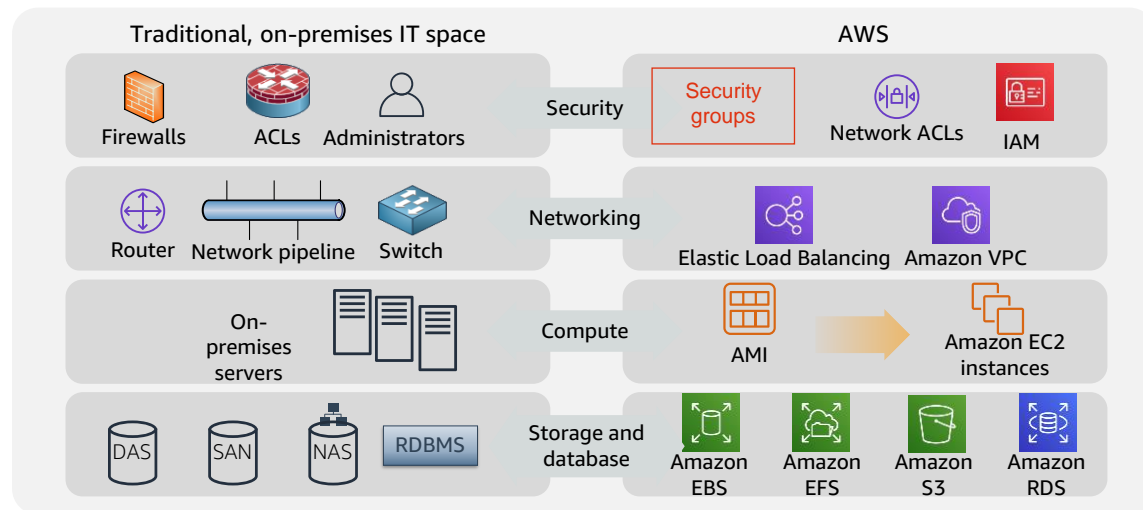 Traditional, on-premises IT space
AWS
Firewalls
ACLs
Administrators
Security
Security
groups
Network ACLs
IAM
Router
Network pipeline
Switch
Networking
Elastic Load Balancing
Amazon VPC
On-
premises
servers
Compute
AMI
Amazon EC2
instances
DAS
SAN
NAS
RDBMS
Storage and
database
Amazon
EBS
Amazon
EFS
Amazon
S3
Amazon
RDS